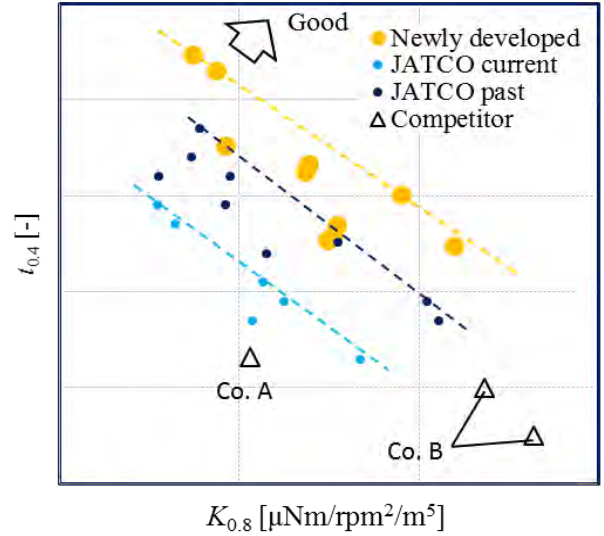 Good
Newly developed
JATCO current
JATCO past
Competitor
t0.4 [-]
Co. A
Co. B
K0.8 [μNm/rpm²/m⁵]